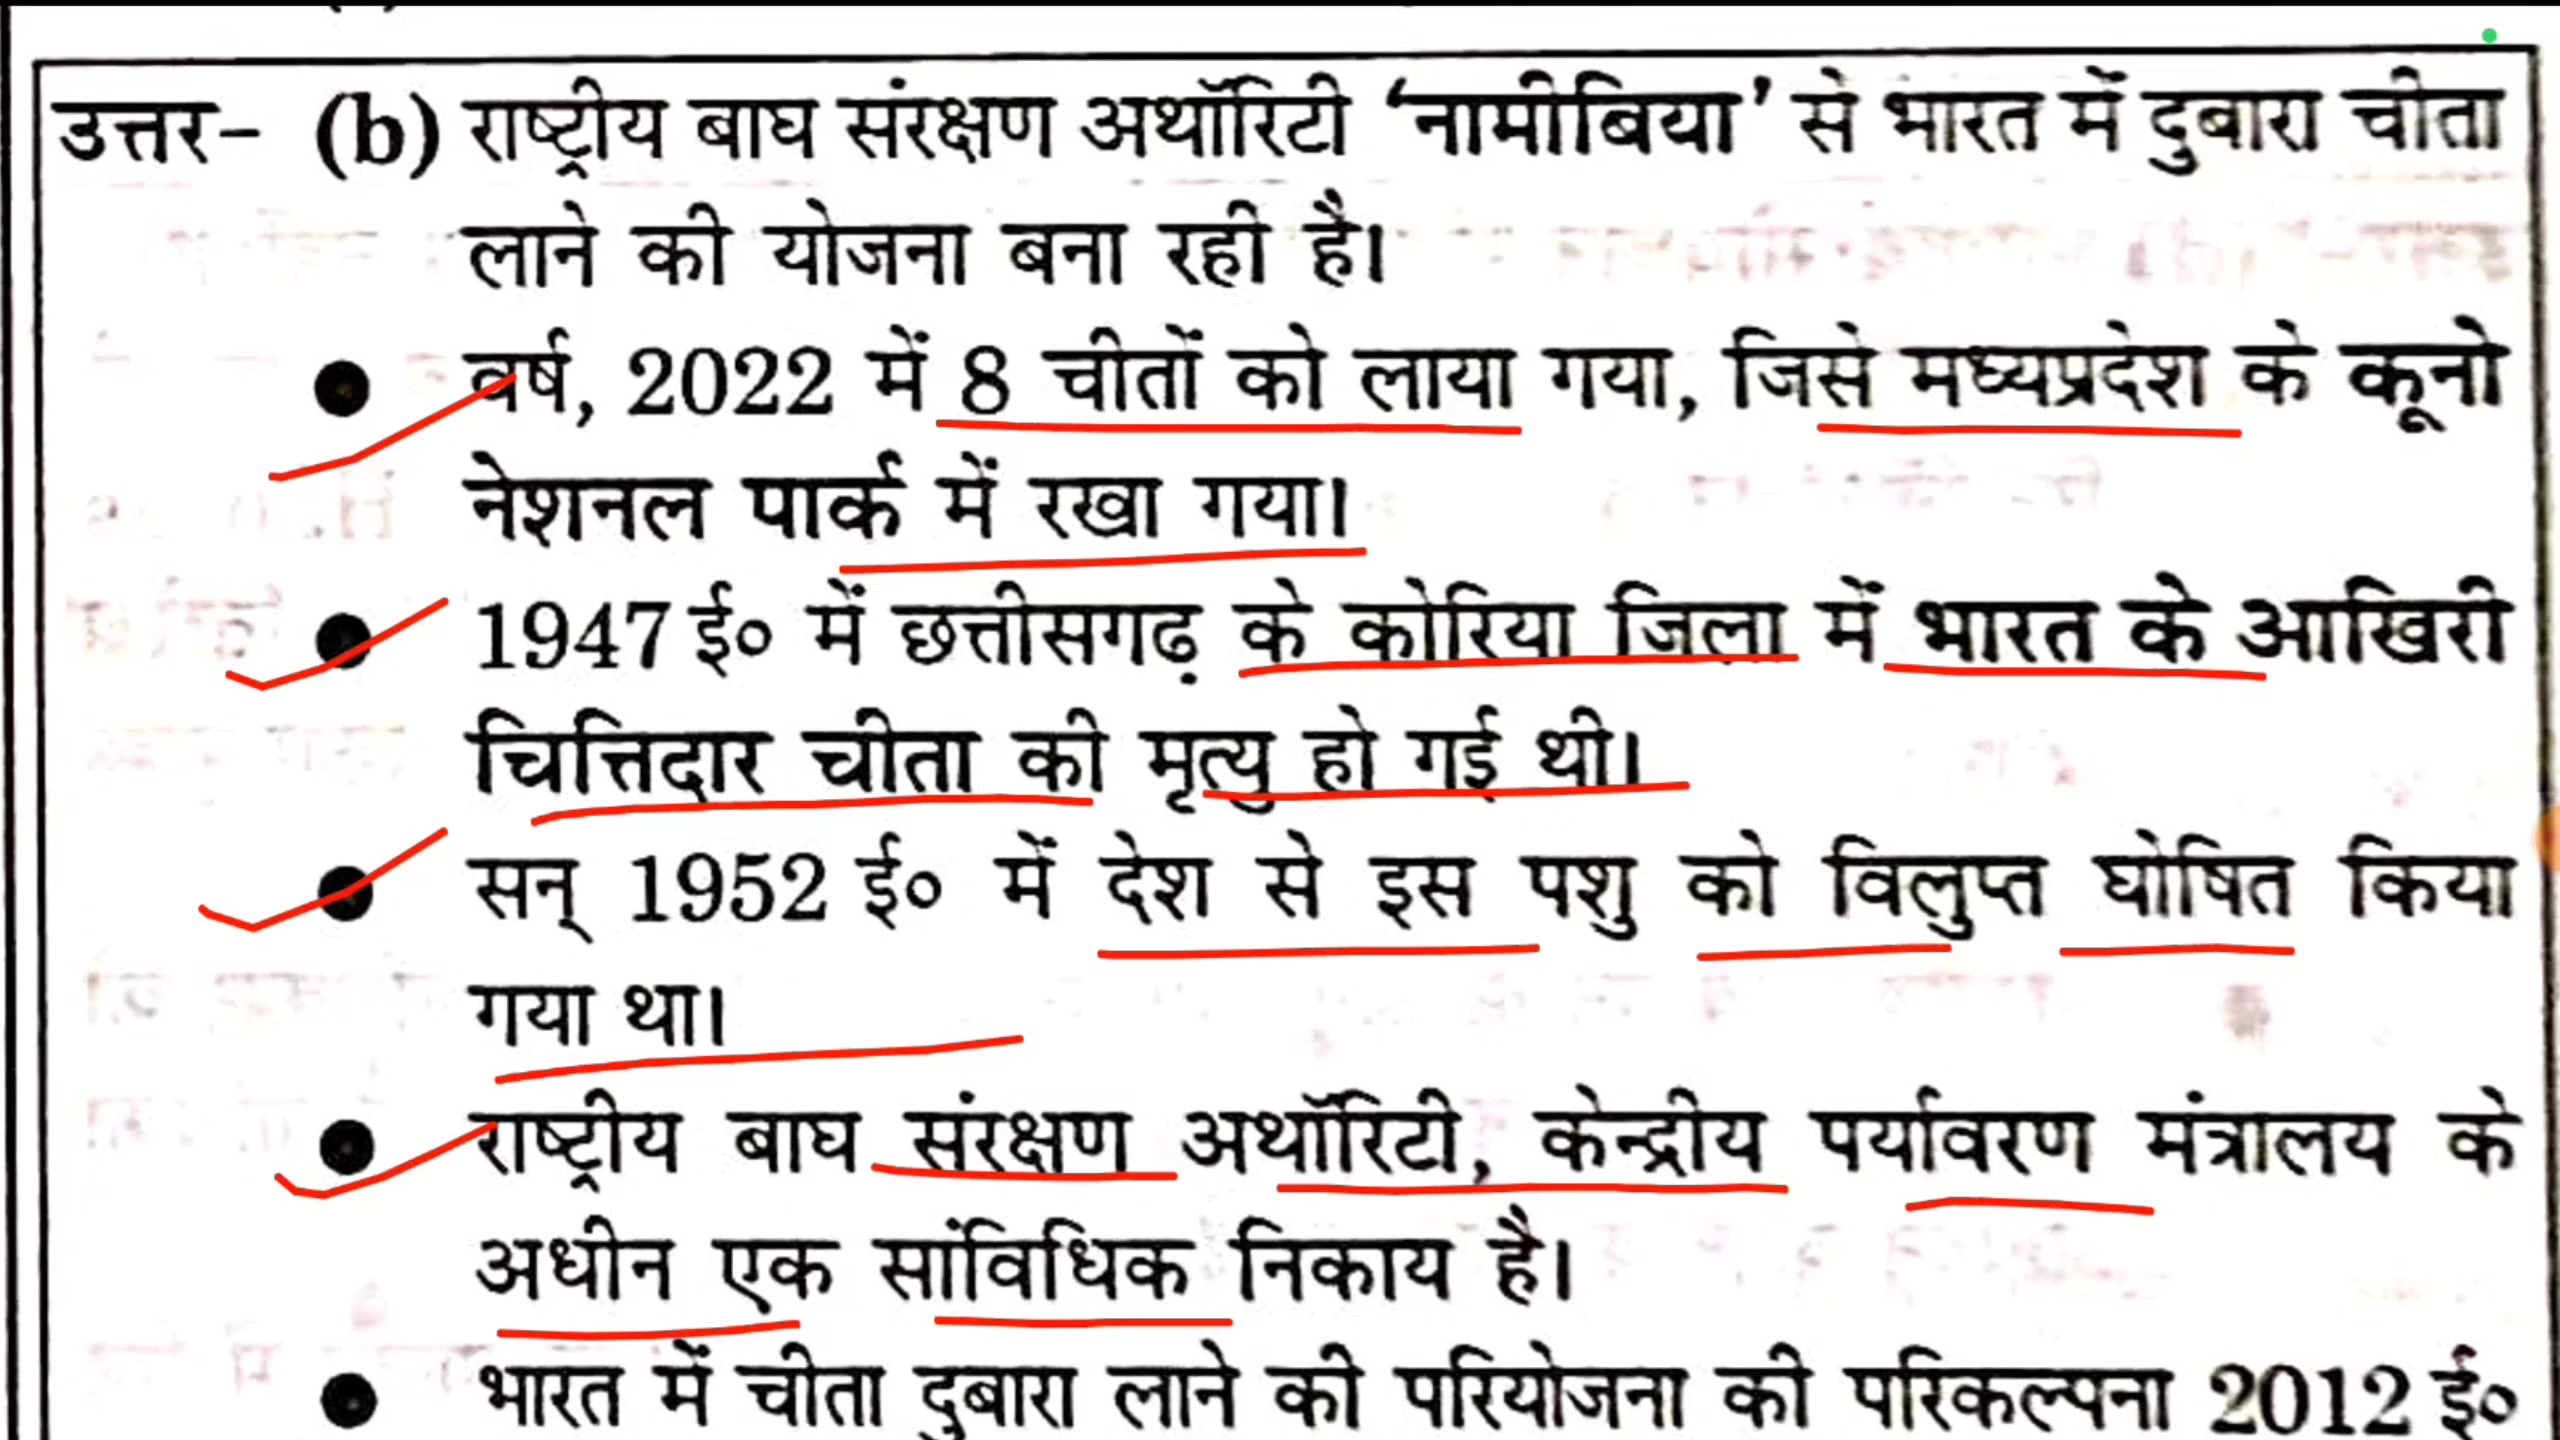 उत्तर- (b) राष्ट्रीय बाघ संरक्षण अथॉरिटी 'नामीबिया' से भारत में दुबारा चीता
लाने की योजना बना रही है।
● वर्ष, 2022 में 8 चीतों को लाया गया, जिसे मध्यप्रदेश के कूनो
नेशनल पार्क में रखा गया।
● 1947 ई० में छत्तीसगढ़ के कोरिया जिला में भारत के आखिरी
चित्तिदार चीता की मृत्यु हो गई थी।
● सन् 1952 ई० में देश से इस पशु को विलुप्त घोषित किया
गया था।
● राष्ट्रीय बाघ संरक्षण अथॉरिटी, केन्द्रीय पर्यावरण मंत्रालय के
अधीन एक सांविधिक निकाय है।
● भारत में चीता दुबारा लाने की परियोजना की परिकल्पना 2012 ई०